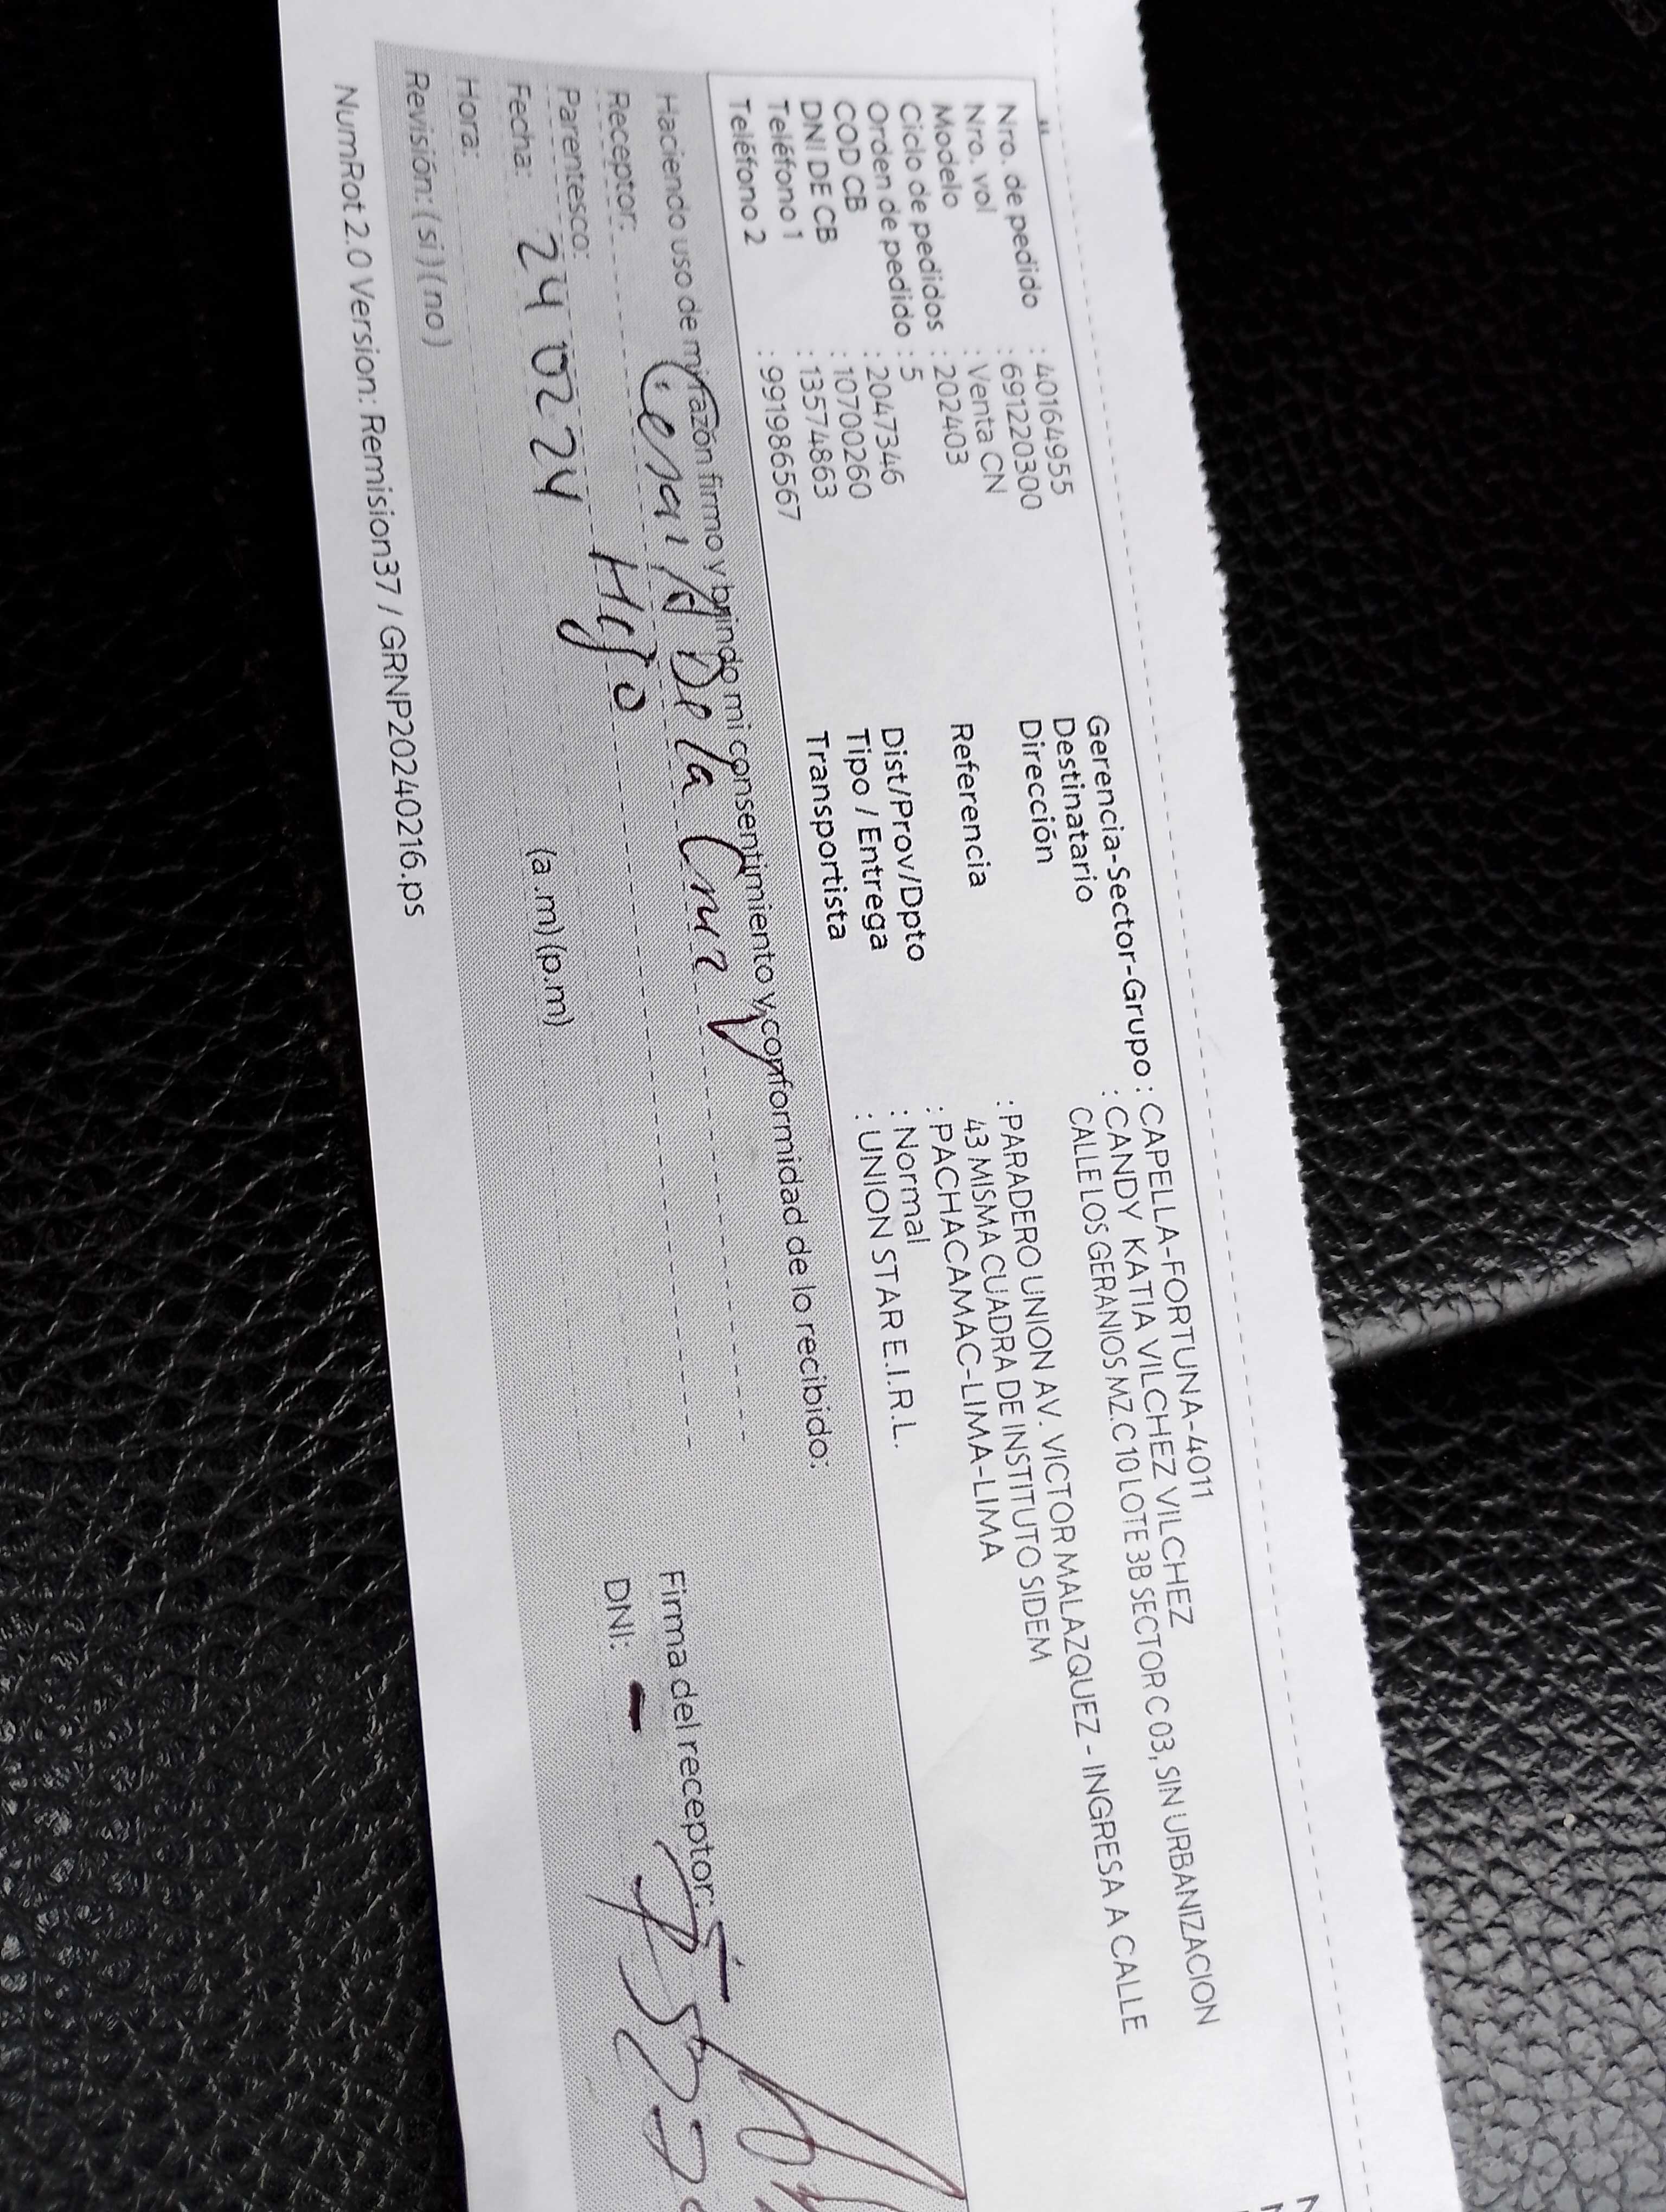 Nro. de pedido : 40164955
Nro. vol : 691220300
Modelo : Venta CN
Ciclo de pedidos : 202403
Orden de pedido : 5
COD CB : 2047346
DNI DE CB : 10700260
Teléfono 1 : 13574863
Teléfono 2 : 991986567
Gerencia-Sector-Grupo : CAPELLA-FORTUNA-4011
Destinatario : CANDY KATIA VILCHEZ VILCHEZ
Dirección CALLE LOS GERANIOS MZ.C10 LOTE 3B SECTOR C 03, SIN URBANIZACION
Referencia : PARADERO UNION AV. VICTOR MALAZQUEZ - INGRESA A CALLE
43 MISMA CUADRA DE INSTITUTO SIDEM
Dist/Prov/Dpto : PACHACAMAC-LIMA-LIMA
Tipo / Entrega : Normal
Transportista : UNION STAR E.I.R.L.
Haciendo uso de mi razón firmo y brindo mi consentimiento y conformidad de lo recibido:
Receptor: De la Cruz
Parentesco: Hijo
Fecha: 24 02 24
Hora: (a.m) (p.m)
Revisión: ( si ) ( no )
Firma del receptor:
DNI:
NumRot 2.0 Version: Remision37 / GRNP20240216.ps